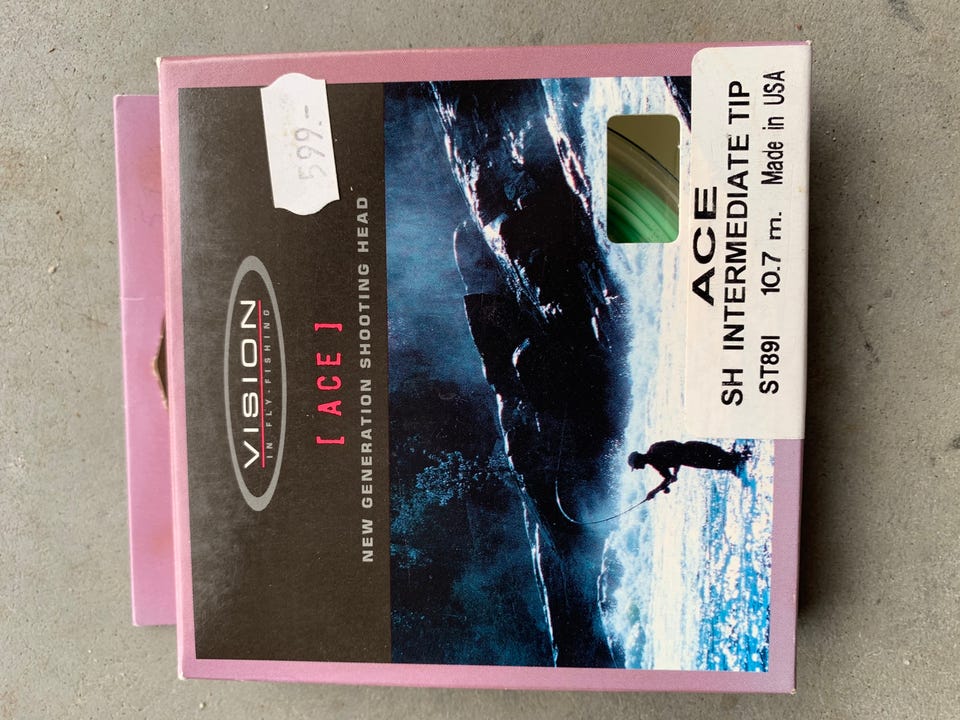 599.-
VISION
IN FLY-FISHING
[ACE]
NEW GENERATION SHOOTING HEAD
ACE
SH INTERMEDIATE TIP
ST89I 10.7 m. Made in USA